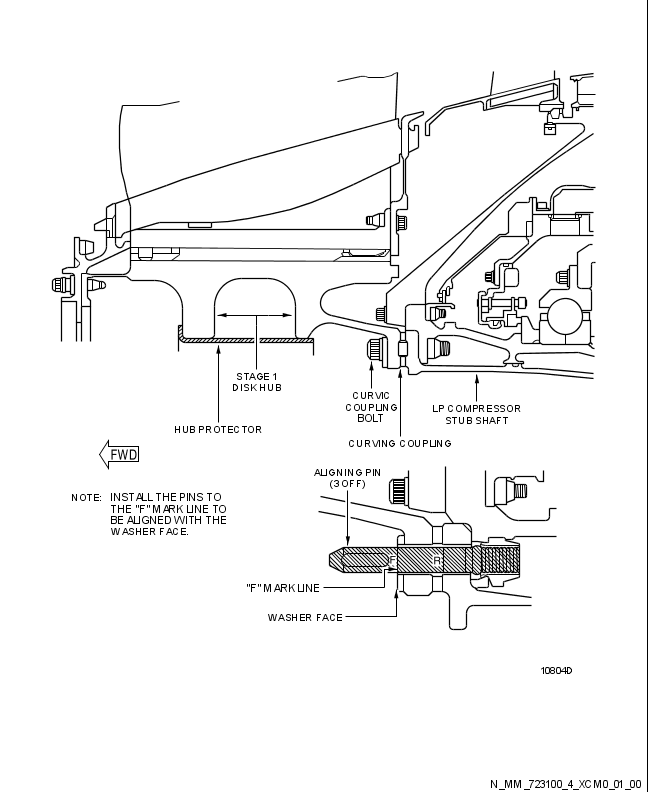 STAGE 1
DISK HUB
HUB PROTECTOR
CURVIC
COUPLING
BOLT
LP COMPRESSOR
STUB SHAFT
CURVING COUPLING
FWD
NOTE: INSTALL THE PINS TO
THE "F" MARK LINE TO
BE ALIGNED WITH THE
WASHER FACE.
ALIGNING PIN
(3 OFF)
F
R
"F" MARK LINE
WASHER FACE
10804D
N_MM_723100_4_XCM0_01_00